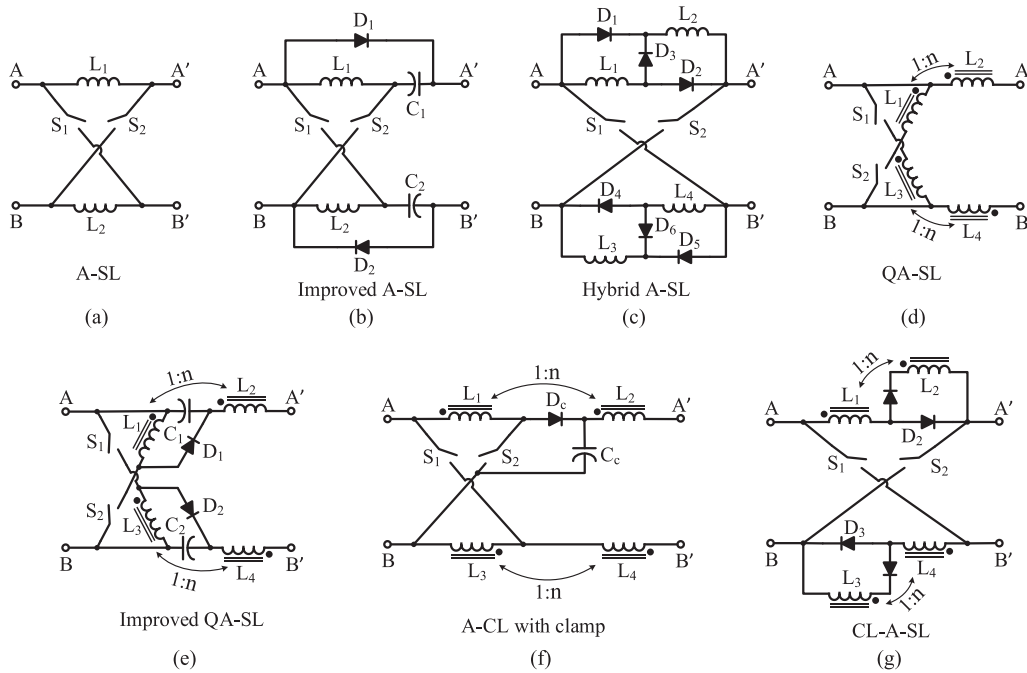 A
L₁
A'
S₁
S₂
B
L₂
B'
A-SL
(a)
D₁
A
L₁
A'
C₁
S₁
S₂
C₂
B
L₂
B'
D₂
Improved A-SL
(b)
D₁
L₂
D₃
A
L₁
D₂
A'
S₁
S₂
D₄
L₄
B
B'
D₆
L₃
D₅
Hybrid A-SL
(c)
1:n
L₂
A
A
L₁
S₁
S₂
L₃
B
B
1:n
L₄
QA-SL
(d)
1:n
L₂
A
A'
L₁
C₁
S₁
D₁
S₂
D₂
L₃
C₂
B
B'
1:n
L₄
Improved QA-SL
(e)
1:n
L₁
D꜀
L₂
A
A'
S₁
S₂
C꜀
B
B'
L₃
L₄
1:n
A-CL with clamp
(f)
1:n
L₂
L₁
A
A'
D₂
S₁
S₂
D₃
B
B'
L₃
L₄
1:n
CL-A-SL
(g)